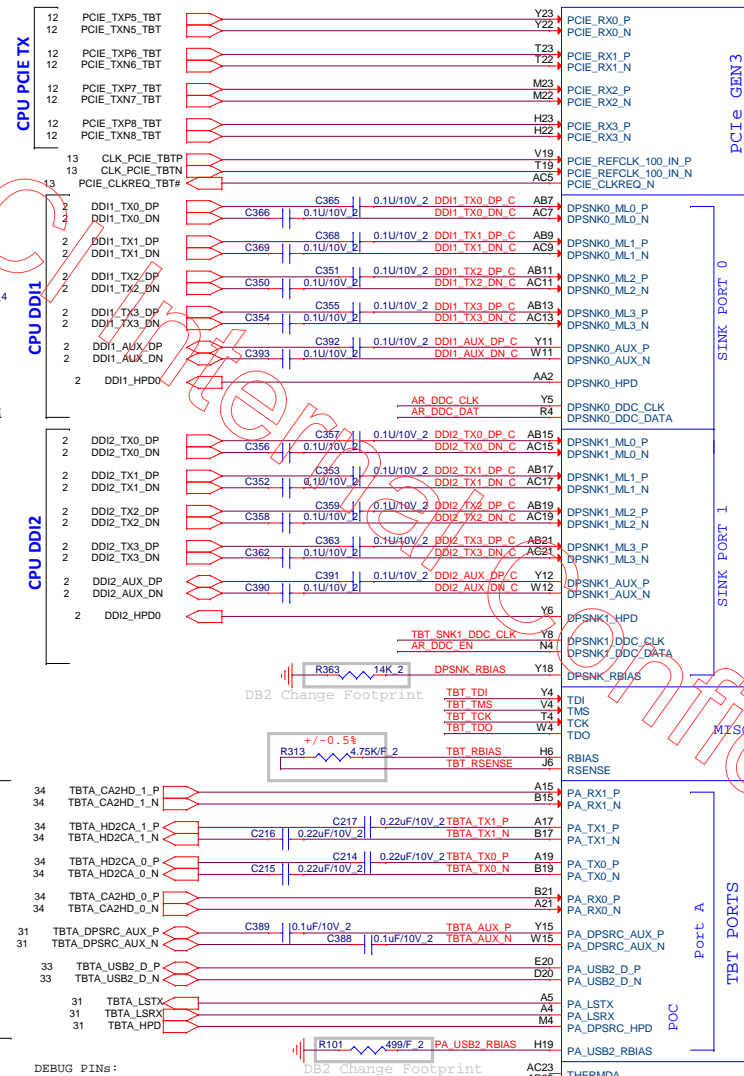 CPU PCIE TX
12 PCIE_TXP5_TBT Y23 PCIE_RX0_P
12 PCIE_TXN5_TBT Y22 PCIE_RX0_N
12 PCIE_TXP6_TBT T23 PCIE_RX1_P
12 PCIE_TXN6_TBT T22 PCIE_RX1_N
12 PCIE_TXP7_TBT M23 PCIE_RX2_P
12 PCIE_TXN7_TBT M22 PCIE_RX2_N
12 PCIE_TXP8_TBT H23 PCIE_RX3_P
12 PCIE_TXN8_TBT H22 PCIE_RX3_N
PCIe GEN3
13 CLK_PCIE_TBTP V19 PCIE_REFCLK_100_IN_P
13 CLK_PCIE_TBTN T19 PCIE_REFCLK_100_IN_N
13 PCIE_CLKREQ_TBT# AC5 PCIE_CLKREQ_N
CPU DDI1
2 DDI1_TX0_DP C365 0.1U/10V_2 DDI1_TX0_DP_C AB7 DPSNK0_ML0_P
2 DDI1_TX0_DN C366 0.1U/10V_2 DDI1_TX0_DN_C AC7 DPSNK0_ML0_N
2 DDI1_TX1_DP C368 0.1U/10V_2 DDI1_TX1_DP_C AB9 DPSNK0_ML1_P
2 DDI1_TX1_DN C369 0.1U/10V_2 DDI1_TX1_DN_C AC9 DPSNK0_ML1_N
2 DDI1_TX2_DP C351 0.1U/10V_2 DDI1_TX2_DP_C AB11 DPSNK0_ML2_P
2 DDI1_TX2_DN C350 0.1U/10V_2 DDI1_TX2_DN_C AC11 DPSNK0_ML2_N
2 DDI1_TX3_DP C355 0.1U/10V_2 DDI1_TX3_DP_C AB13 DPSNK0_ML3_P
2 DDI1_TX3_DN C354 0.1U/10V_2 DDI1_TX3_DN_C AC13 DPSNK0_ML3_N
2 DDI1_AUX_DP C392 0.1U/10V_2 DDI1_AUX_DP_C Y11 DPSNK0_AUX_P
2 DDI1_AUX_DN C393 0.1U/10V_2 DDI1_AUX_DN_C W11 DPSNK0_AUX_N
2 DDI1_HPD0 AA2 DPSNK0_HPD
AR_DDC_CLK Y5 DPSNK0_DDC_CLK
AR_DDC_DAT R4 DPSNK0_DDC_DATA
SINK PORT 0
CPU DDI2
2 DDI2_TX0_DP C357 0.1U/10V_2 DDI2_TX0_DP_C AB15 DPSNK1_ML0_P
2 DDI2_TX0_DN C356 0.1U/10V_2 DDI2_TX0_DN_C AC15 DPSNK1_ML0_N
2 DDI2_TX1_DP C353 0.1U/10V_2 DDI2_TX1_DP_C AB17 DPSNK1_ML1_P
2 DDI2_TX1_DN C352 0.1U/10V_2 DDI2_TX1_DN_C AC17 DPSNK1_ML1_N
2 DDI2_TX2_DP C359 0.1U/10V_2 DDI2_TX2_DP_C AB19 DPSNK1_ML2_P
2 DDI2_TX2_DN C358 0.1U/10V_2 DDI2_TX2_DN_C AC19 DPSNK1_ML2_N
2 DDI2_TX3_DP C363 0.1U/10V_2 DDI2_TX3_DP_C AB21 DPSNK1_ML3_P
2 DDI2_TX3_DN C362 0.1U/10V_2 DDI2_TX3_DN_C AC21 DPSNK1_ML3_N
2 DDI2_AUX_DP C391 0.1U/10V_2 DDI2_AUX_DP_C Y12 DPSNK1_AUX_P
2 DDI2_AUX_DN C390 0.1U/10V_2 DDI2_AUX_DN_C W12 DPSNK1_AUX_N
2 DDI2_HPD0 Y6 DPSNK1_HPD
TBT_SNK1_DDC_CLK Y8 DPSNK1_DDC_CLK
AR_DDC_EN N4 DPSNK1_DDC_DATA
SINK PORT 1
R363 14K_2 DPSNK_RBIAS Y18 DPSNK_RBIAS
DB2 Change Footprint
TBT_TDI Y4 TDI
TBT_TMS V4 TMS
TBT_TCK T4 TCK
TBT_TDO W4 TDO
MISC
+/-0.5%
R313 4.75K/F_2 TBT_RBIAS H6 RBIAS
TBT_RSENSE J6 RSENSE
34 TBTA_CA2HD_1_P A15 PA_RX1_P
34 TBTA_CA2HD_1_N B15 PA_RX1_N
34 TBTA_HD2CA_1_P C217 0.22uF/10V_2 TBTA_TX1_P A17 PA_TX1_P
34 TBTA_HD2CA_1_N C216 0.22uF/10V_2 TBTA_TX1_N B17 PA_TX1_N
34 TBTA_HD2CA_0_P C214 0.22uF/10V_2 TBTA_TX0_P A19 PA_TX0_P
34 TBTA_HD2CA_0_N C215 0.22uF/10V_2 TBTA_TX0_N B19 PA_TX0_N
34 TBTA_CA2HD_0_P B21 PA_RX0_P
34 TBTA_CA2HD_0_N A21 PA_RX0_N
31 TBTA_DPSRC_AUX_P C389 0.1uF/10V_2 TBTA_AUX_P Y15 PA_DPSRC_AUX_P
31 TBTA_DPSRC_AUX_N C388 0.1uF/10V_2 TBTA_AUX_N W15 PA_DPSRC_AUX_N
33 TBTA_USB2_D_P E20 PA_USB2_D_P
33 TBTA_USB2_D_N D20 PA_USB2_D_N
31 TBTA_LSTX A5 PA_LSTX
31 TBTA_LSRX A4 PA_LSRX
31 TBTA_HPD M4 PA_DPSRC_HPD
Port A
TBT PORTS
POC
R101 499/F_2 PA_USB2_RBIAS H19 PA_USB2_RBIAS
DB2 Change Footprint
DEBUG PINs:
AC23 THERMDA